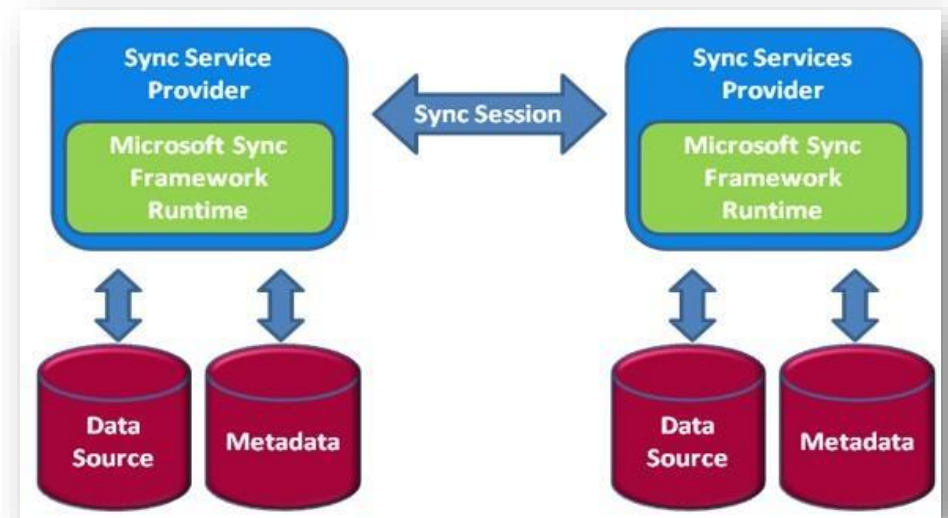 Sync Service
Provider
Microsoft Sync
Framework
Runtime
Sync Session
Sync Services
Provider
Microsoft Sync
Framework
Runtime
Data
Source
Metadata
Data
Source
Metadata